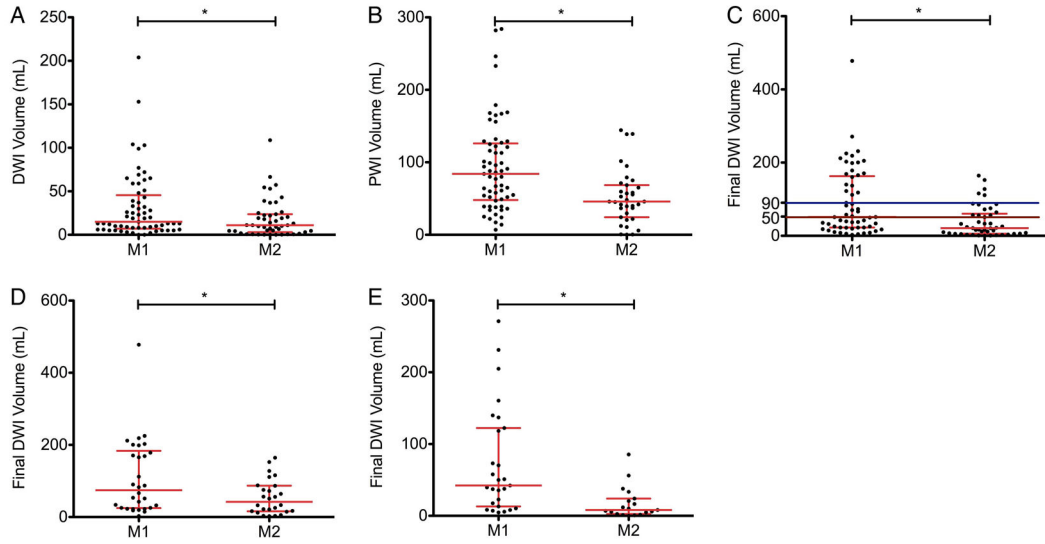 A
DWI Volume (mL)
250
200
150
100
50
0
*
M1
M2
B
PWI Volume (mL)
300
200
100
0
*
M1
M2
C
Final DWI Volume (mL)
600
400
200
90
50
0
*
M1
M2
D
Final DWI Volume (mL)
600
400
200
0
*
M1
M2
E
Final DWI Volume (mL)
300
200
100
0
*
M1
M2